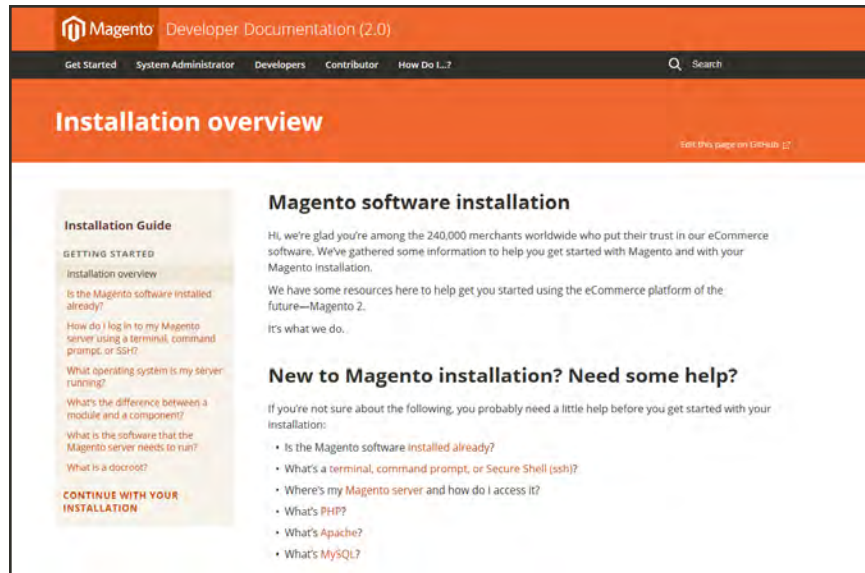 Magento Developer Documentation (2.0)
Get Started System Administrator Developers Contributor How Do I...? Search
Installation overview
Edit this page on GitHub
Installation Guide
GETTING STARTED
Installation overview
Is the Magento software installed
already?
How do I log in to my Magento
server using a terminal, command
prompt, or SSH?
What operating system is my server
running?
What's the difference between a
module and a component?
What is the software that the
Magento server needs to run?
What is a docroot?
CONTINUE WITH YOUR
INSTALLATION
Magento software installation
Hi, we're glad you're among the 240,000 merchants worldwide who put their trust in our eCommerce
software. We've gathered some information to help you get started with Magento and with your
Magento installation.
We have some resources here to help get you started using the eCommerce platform of the
future—Magento 2.
It's what we do.
New to Magento installation? Need some help?
If you're not sure about the following, you probably need a little help before you get started with your
installation:
• Is the Magento software installed already?
• What's a terminal, command prompt, or Secure Shell (ssh)?
• Where's my Magento server and how do I access it?
• What's PHP?
• What's Apache?
• What's MySQL?